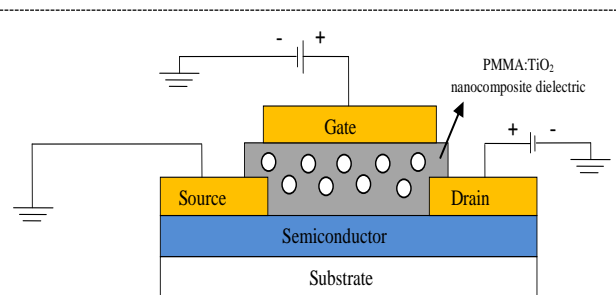 - +
PMMA:TiO₂
nanocomposite dielectric
Gate
+ -
Source
Drain
Semiconductor
Substrate